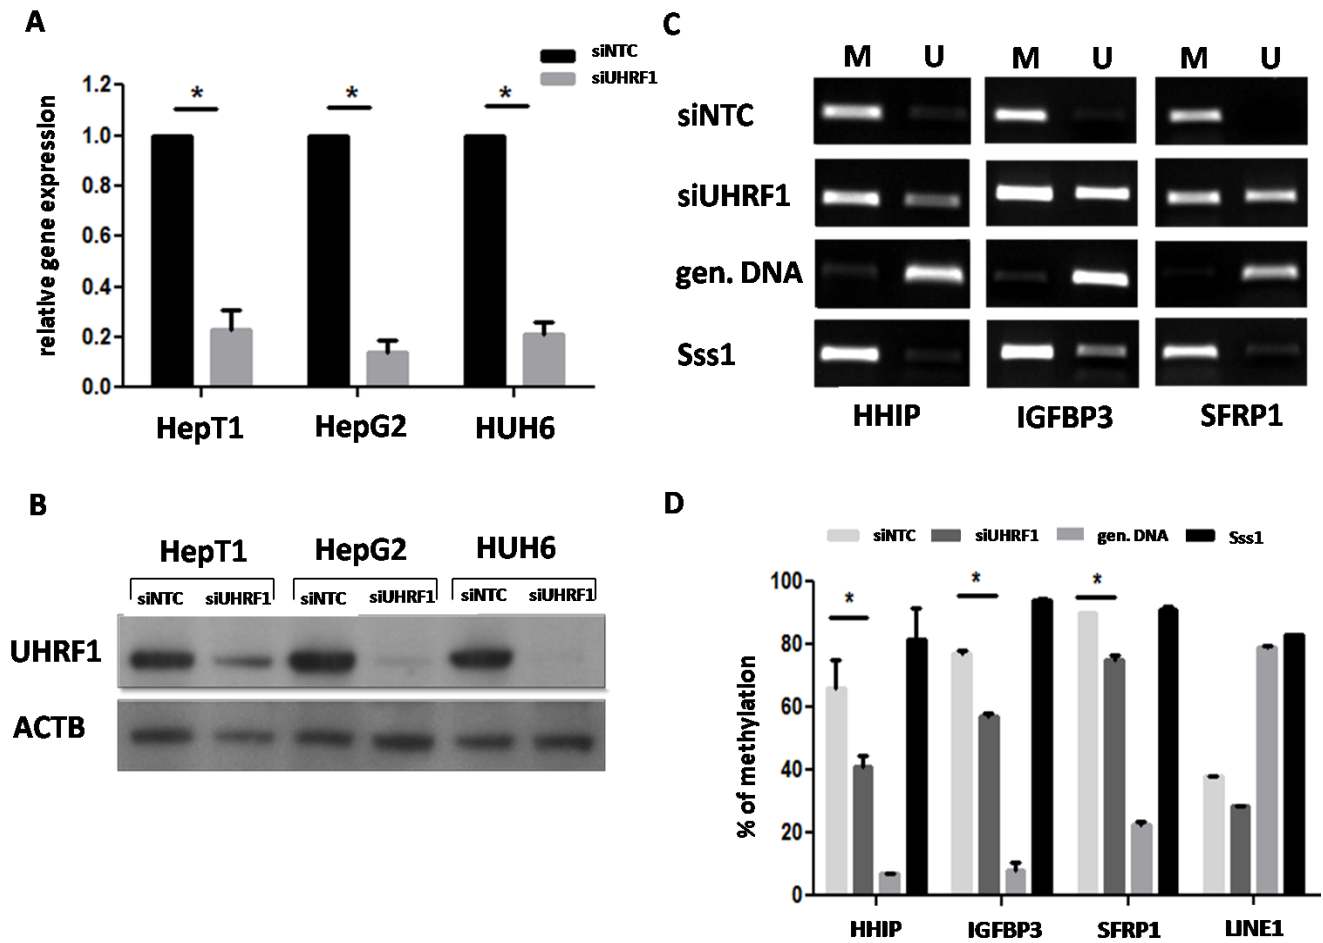 A
siNTC
siUHRF1
relative gene expression
1.2
1.0
0.8
0.6
0.4
0.2
0.0
* * *
HepT1 HepG2 HUH6
B
HepT1 HepG2 HUH6
siNTC siUHRF1 siNTC siUHRF1 siNTC siUHRF1
UHRF1
ACTB
C
M U M U M U
siNTC
siUHRF1
gen. DNA
Sss1
HHIP IGFBP3 SFRP1
D
siNTC siUHRF1 gen. DNA Sss1
% of methylation
100
80
60
40
20
0
* * *
HHIP IGFBP3 SFRP1 LINE1